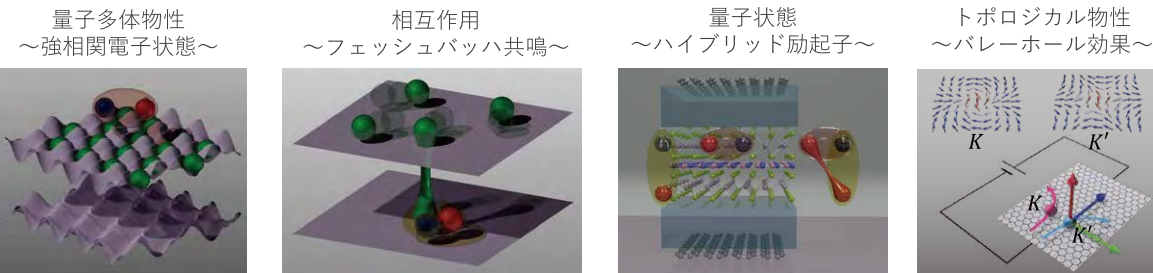 量子多体物性
～強相関電子状態～
相互作用
～フェッシュバッハ共鳴～
量子状態
～ハイブリッド励起子～
トポロジカル物性
～バレーホール効果～
K
K′
K
K′